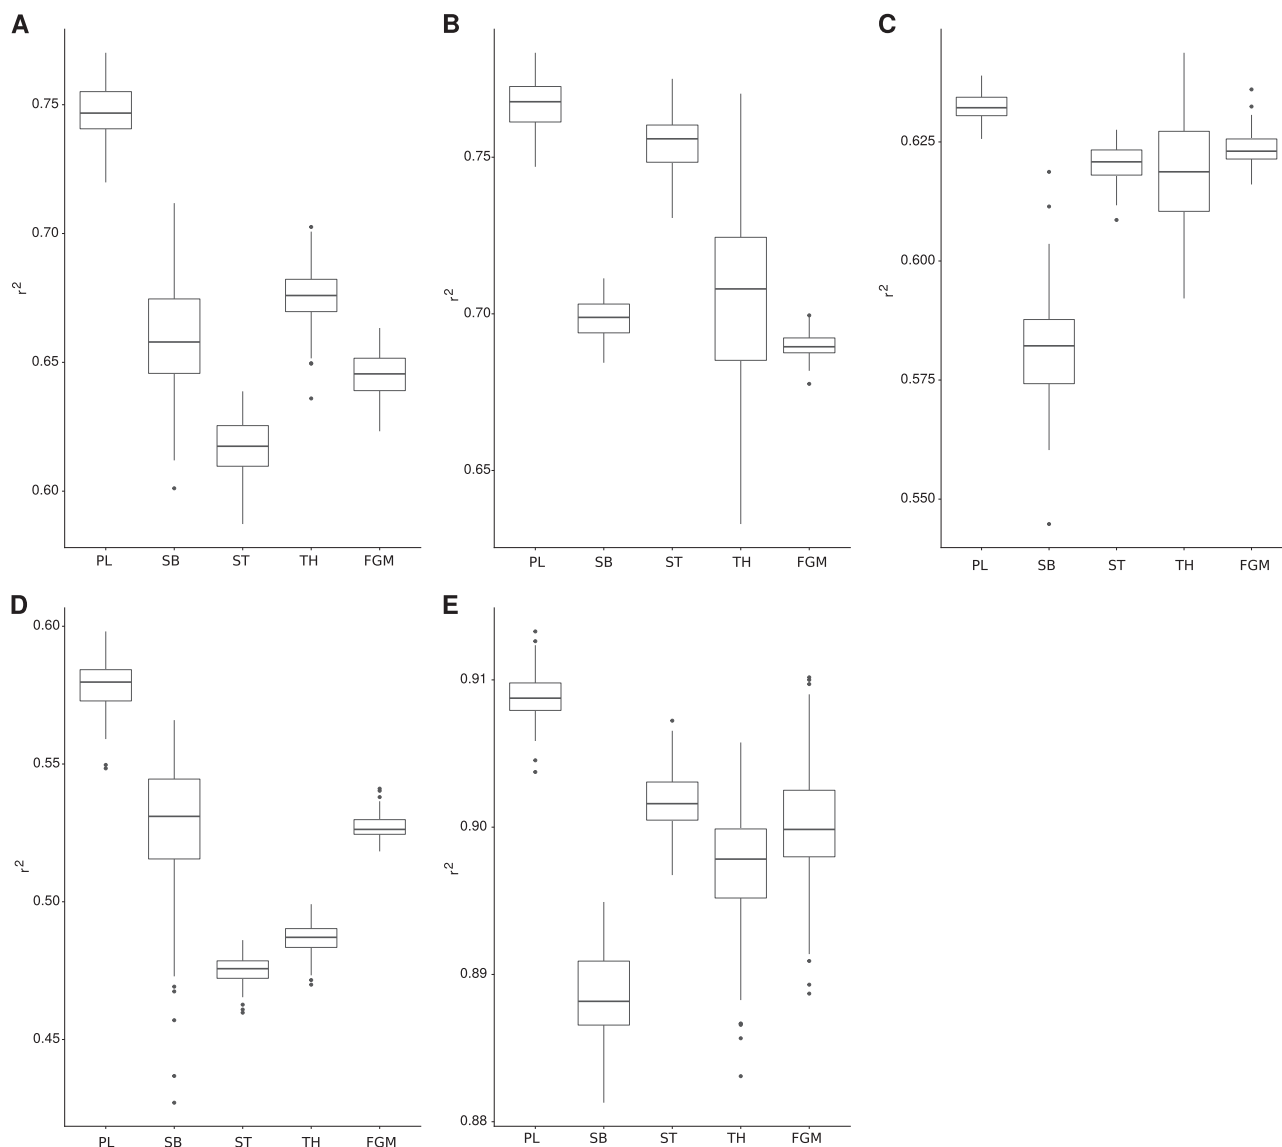 A
B
C
0.75
0.70
0.65
0.60
r2
PL SB ST TH FGM
0.75
0.70
0.65
r2
PL SB ST TH FGM
0.625
0.600
0.575
0.550
r2
PL SB ST TH FGM
D
E
0.60
0.55
0.50
0.45
r2
PL SB ST TH FGM
0.91
0.90
0.89
0.88
r2
PL SB ST TH FGM